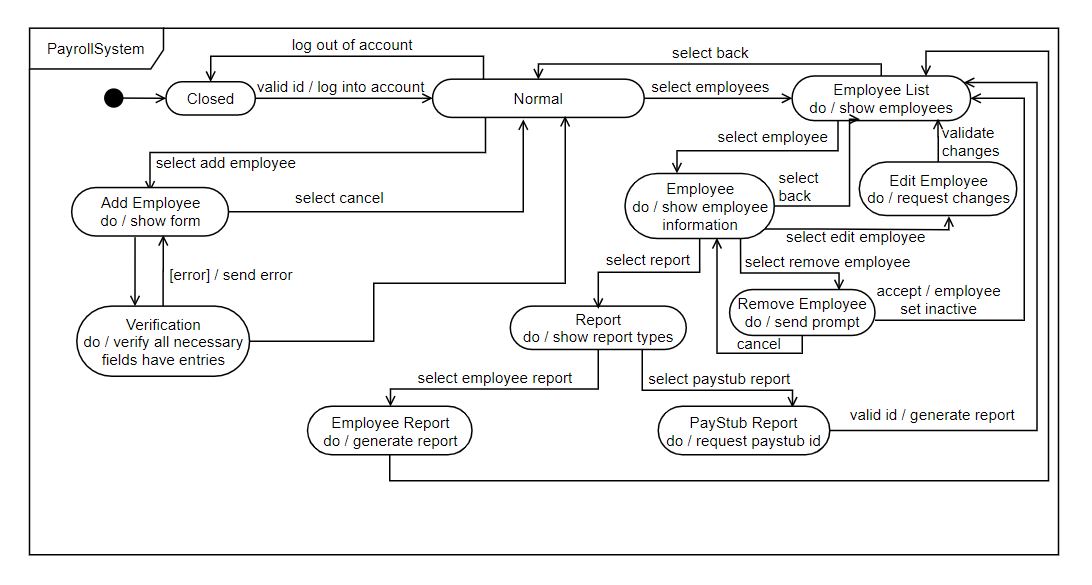 PayrollSystem
log out of account
select back
Closed
valid id / log into account
Normal
select employees
Employee List
do / show employees
select add employee
select employee
validate
changes
Add Employee
do / show form
select cancel
Employee
do / show employee
information
select
back
Edit Employee
do / request changes
select edit employee
[error] / send error
select report
select remove employee
Remove Employee
do / send prompt
accept / employee
set inactive
Verification
do / verify all necessary
fields have entries
Report
do / show report types
cancel
select employee report
select paystub report
Employee Report
do / generate report
PayStub Report
do / request paystub id
valid id / generate report